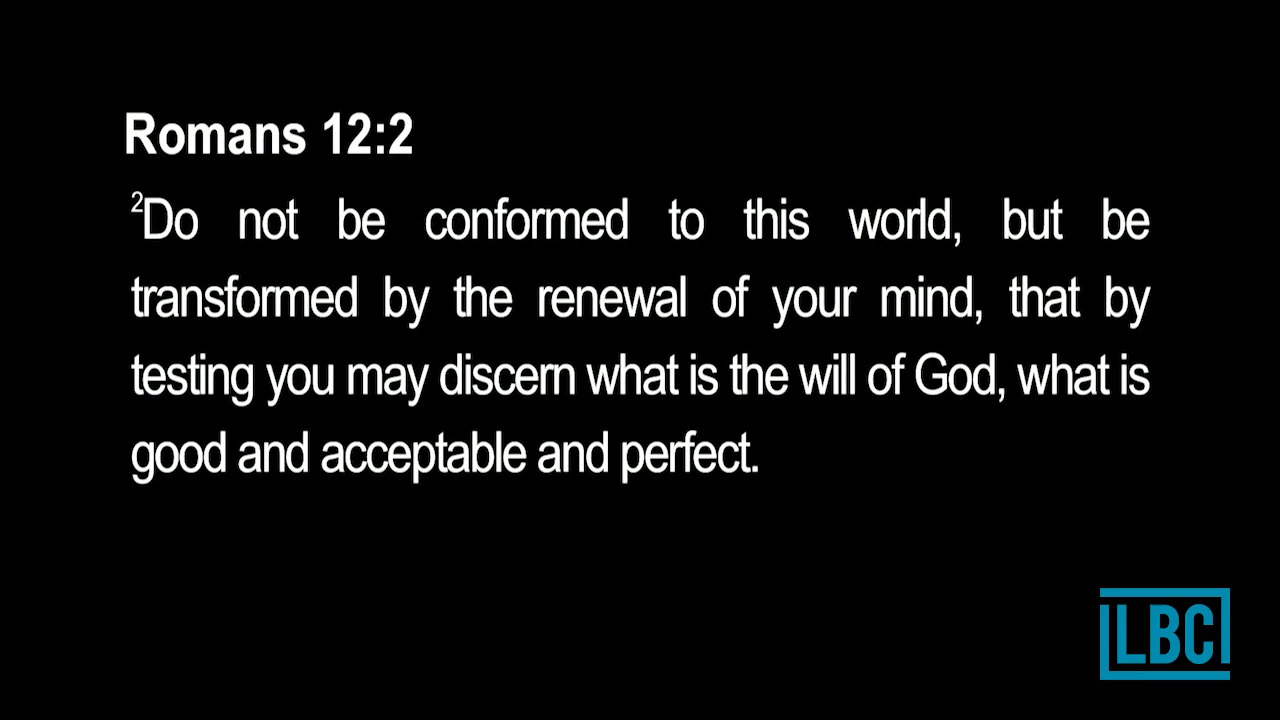 Romans 12:2
²Do not be conformed to this world, but be
transformed by the renewal of your mind, that by
testing you may discern what is the will of God, what is
good and acceptable and perfect.
LBC